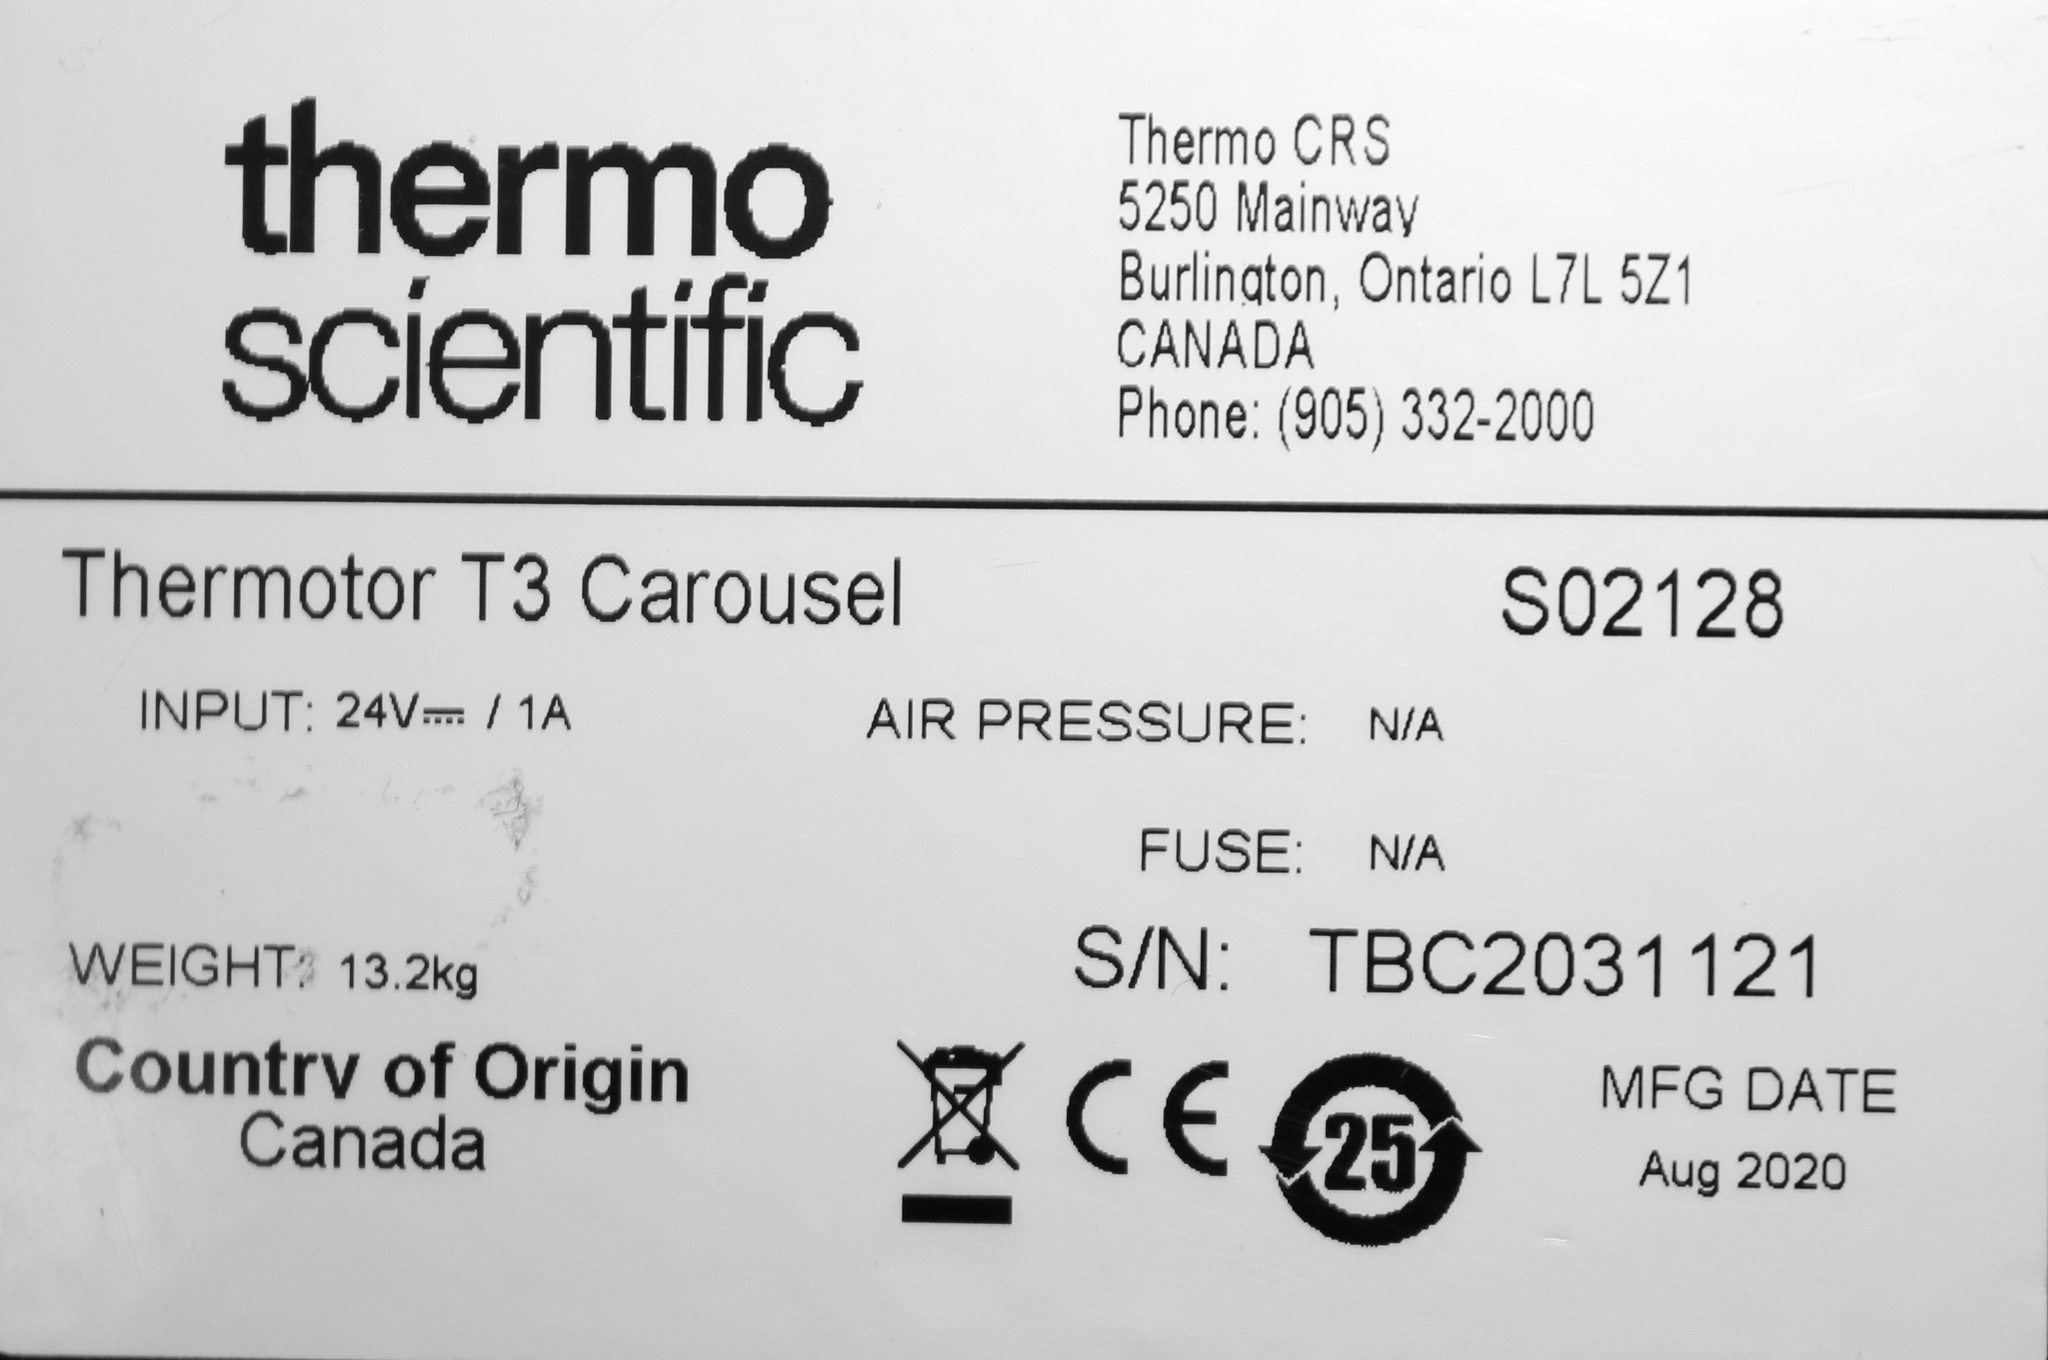 thermo
scientific
Thermo CRS
5250 Mainway
Burlington, Ontario L7L 5Z1
CANADA
Phone: (905) 332-2000
Thermotor T3 Carousel S02128
INPUT: 24V⎓ / 1A AIR PRESSURE: N/A
FUSE: N/A
WEIGHT: 13.2kg S/N: TBC2031121
Country of Origin
Canada
CE 25
MFG DATE
Aug 2020